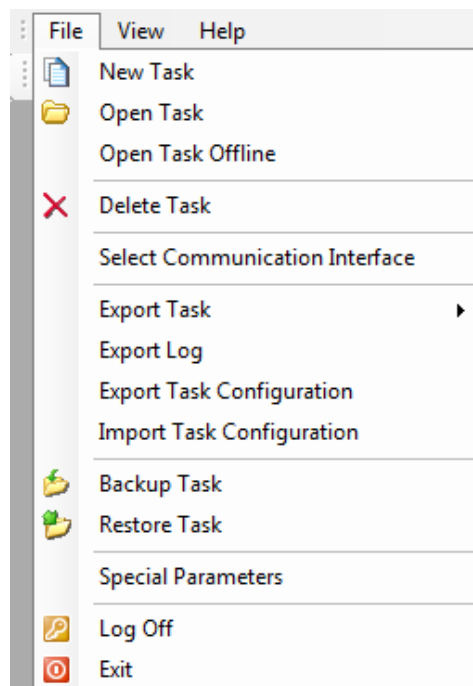 File View Help
New Task
Open Task
Open Task Offline
Delete Task
Select Communication Interface
Export Task
Export Log
Export Task Configuration
Import Task Configuration
Backup Task
Restore Task
Special Parameters
Log Off
Exit